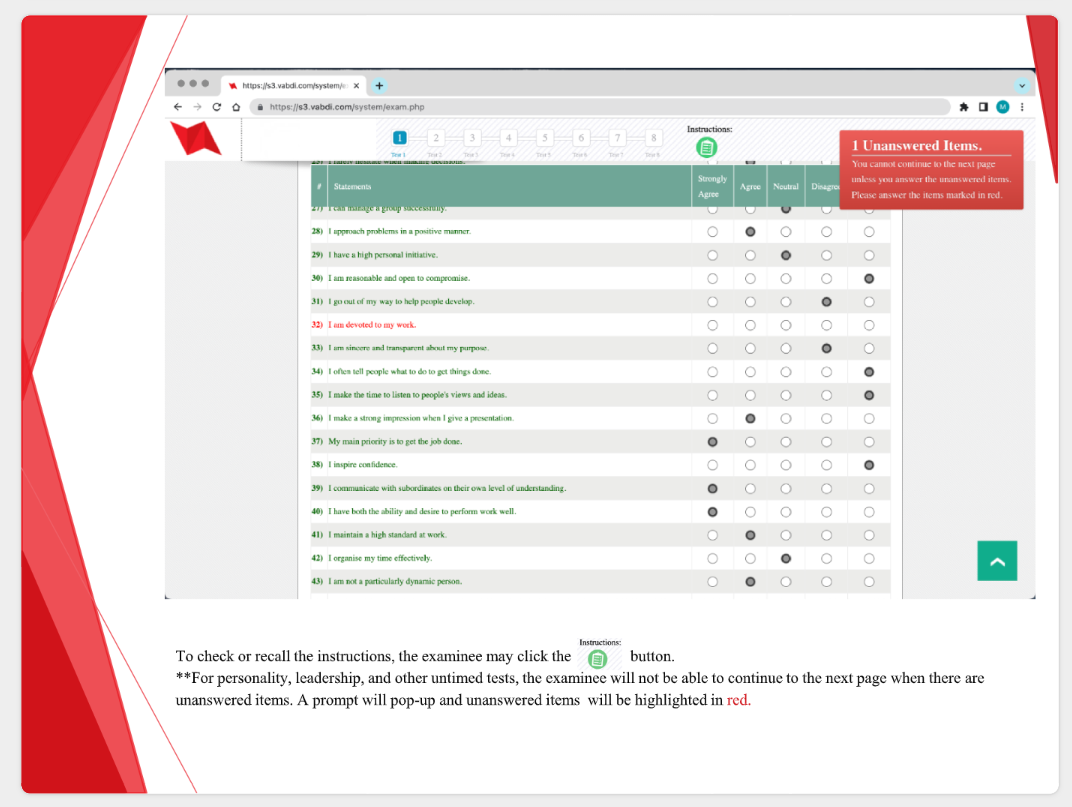 https://s3.vabdi.com/system/e
https://s3.vabdi.com/system/exam.php
M
1 2 3 4 5 6 7 8
Instructions:
1 Unanswered Items.
You cannot continue to the next page
unless you answer the unanswered items.
Please answer the items marked in red.
# Statements Strongly Agree Agree Neutral Disagree
27) I can manage a group successfully.
28) I approach problems in a positive manner.
29) I have a high personal initiative.
30) I am reasonable and open to compromise.
31) I go out of my way to help people develop.
32) I am devoted to my work.
33) I am sincere and transparent about my purpose.
34) I often tell people what to do to get things done.
35) I make the time to listen to people's views and ideas.
36) I make a strong impression when I give a presentation.
37) My main priority is to get the job done.
38) I inspire confidence.
39) I communicate with subordinates on their own level of understanding.
40) I have both the ability and desire to perform work well.
41) I maintain a high standard at work.
42) I organise my time effectively.
43) I am not a particularly dynamic person.
Instructions:
To check or recall the instructions, the examinee may click the button.
**For personality, leadership, and other untimed tests, the examinee will not be able to continue to the next page when there are
unanswered items. A prompt will pop-up and unanswered items will be highlighted in red.